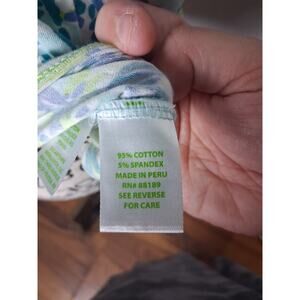 95% COTTON
5% SPANDEX
MADE IN PERU
RN# 88189
SEE REVERSE
FOR CARE